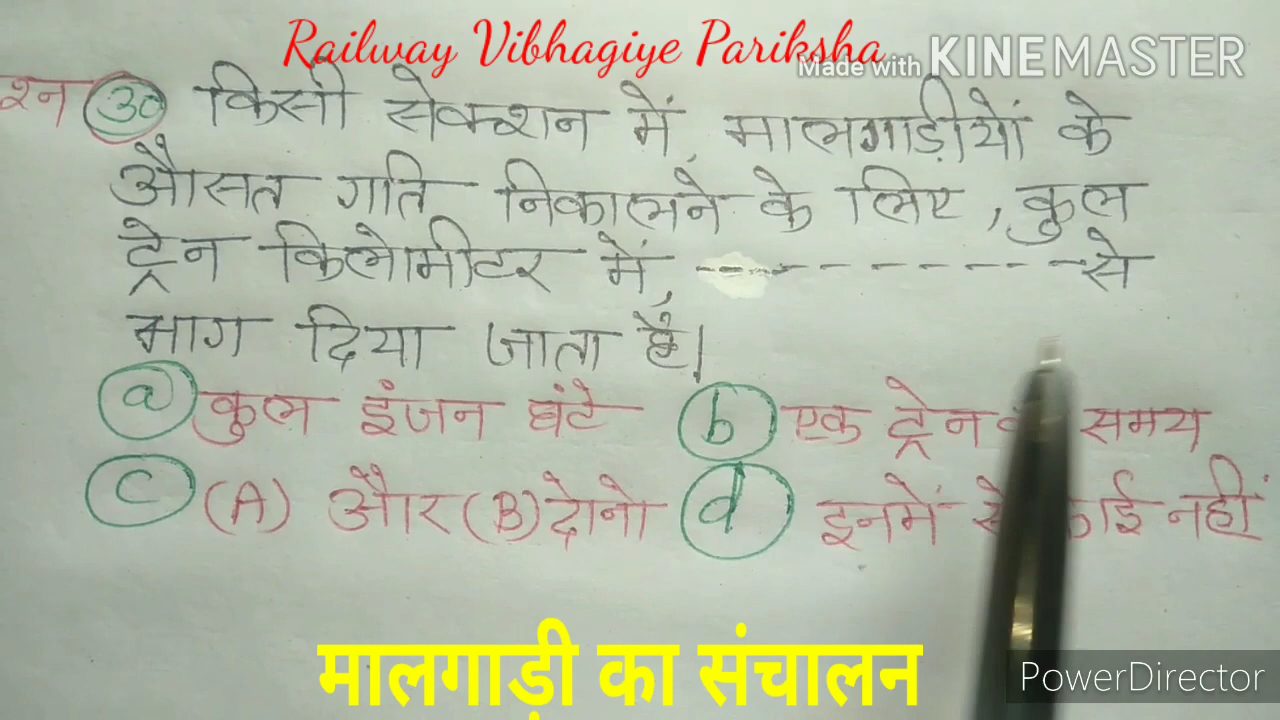 Railway Vibhagiye Pariksha
Made with KINEMASTER
श्न 30 किसी सेक्शन में, मालगाड़ीयों के
औसत गति निकालने के लिए, कुल
ट्रेन किलोमीटर में, --------- से
भाग दिया जाता है।
a कुल इंजन घंटे b एक ट्रेन समय
c (A) और (B) दोनो d इनमें नहीं
मालगाड़ी का संचालन
PowerDirector